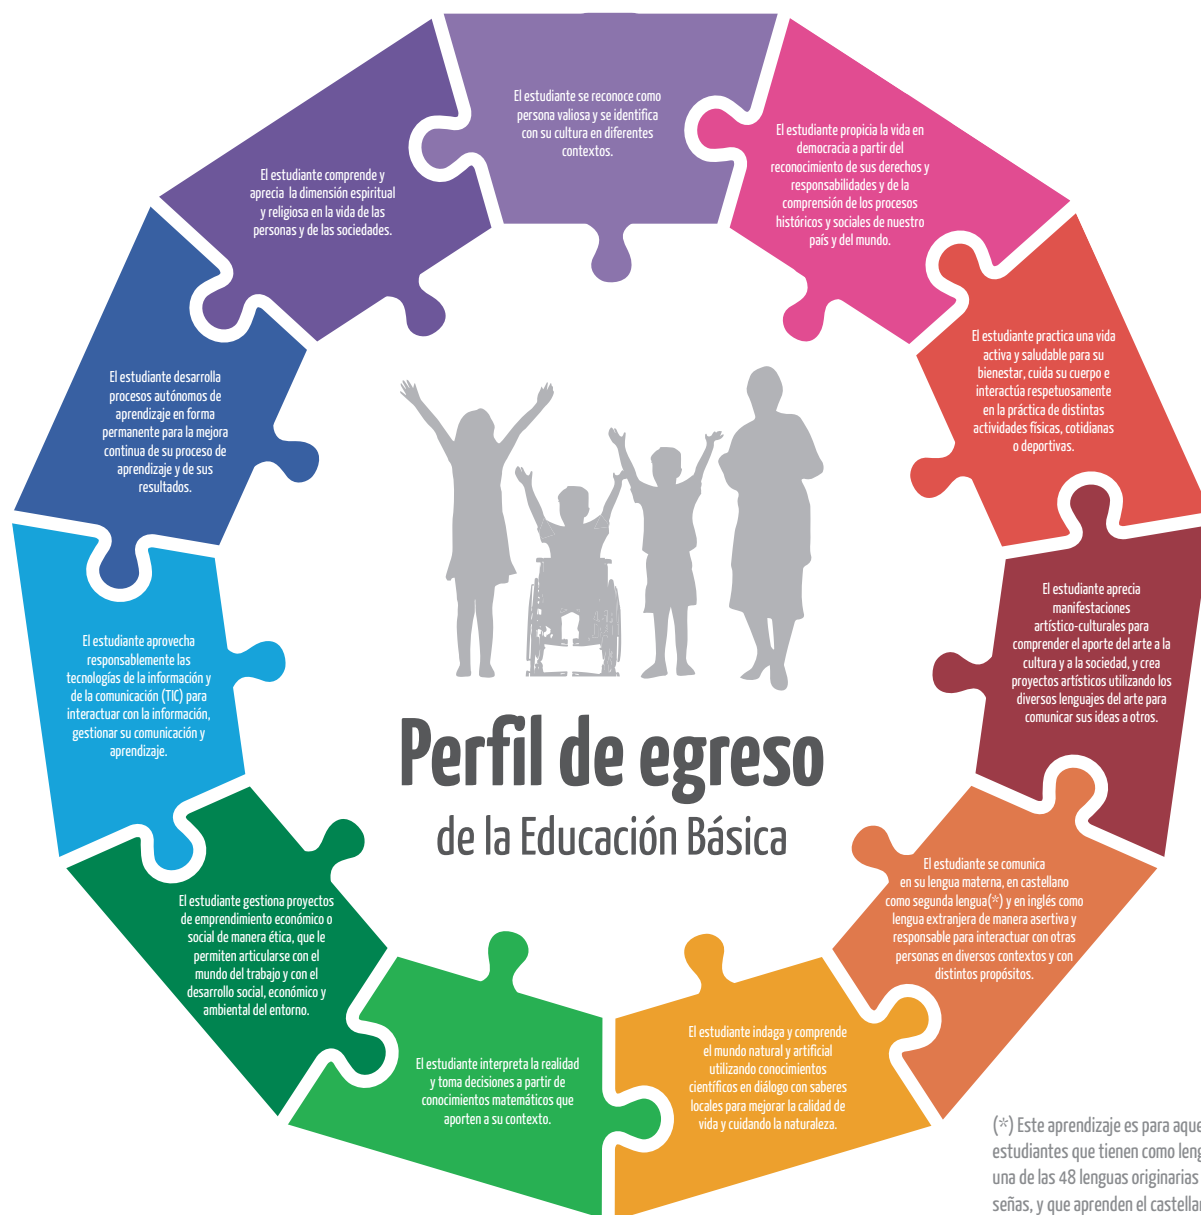 El estudiante se reconoce como
persona valiosa y se identifica
con su cultura en diferentes
contextos.
El estudiante propicia la vida en
democracia a partir del
reconocimiento de sus derechos y
responsabilidades y de la
comprensión de los procesos
históricos y sociales de nuestro
país y del mundo.
El estudiante practica una vida
activa y saludable para su
bienestar, cuida su cuerpo e
interactúa respetuosamente
en la práctica de distintas
actividades físicas, cotidianas
o deportivas.
El estudiante aprecia
manifestaciones
artístico-culturales para
comprender el aporte del arte a la
cultura y a la sociedad, y crea
proyectos artísticos utilizando los
diversos lenguajes del arte para
comunicar sus ideas a otros.
El estudiante se comunica
en su lengua materna, en castellano
como segunda lengua(*) y en inglés como
lengua extranjera de manera asertiva y
responsable para interactuar con otras
personas en diversos contextos y con
distintos propósitos.
El estudiante indaga y comprende
el mundo natural y artificial
utilizando conocimientos
científicos en diálogo con saberes
locales para mejorar la calidad de
vida y cuidando la naturaleza.
El estudiante interpreta la realidad
y toma decisiones a partir de
conocimientos matemáticos que
aporten a su contexto.
El estudiante gestiona proyectos
de emprendimiento económico o
social de manera ética, que le
permiten articularse con el
mundo del trabajo y con el
desarrollo social, económico y
ambiental del entorno.
El estudiante aprovecha
responsablemente las
tecnologías de la información y
de la comunicación (TIC) para
interactuar con la información,
gestionar su comunicación y
aprendizaje.
El estudiante desarrolla
procesos autónomos de
aprendizaje en forma
permanente para la mejora
continua de su proceso de
aprendizaje y de sus
resultados.
El estudiante comprende y
aprecia la dimensión espiritual
y religiosa en la vida de las
personas y de las sociedades.
Perfil de egreso
de la Educación Básica
(*) Este aprendizaje es para
estudiantes que tienen como
una de las 48 lenguas originarias
señas, y que aprenden el